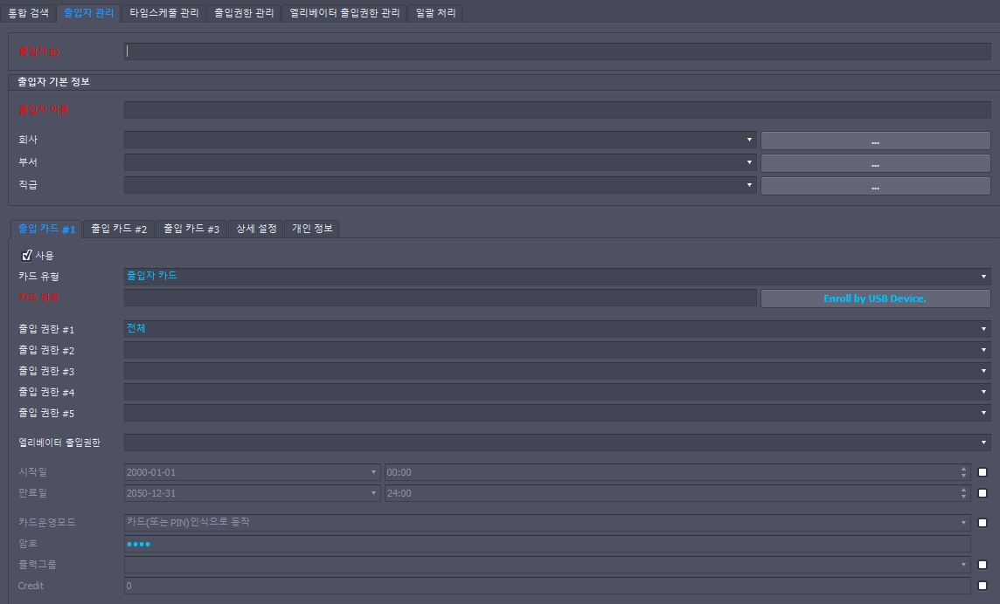 통합 검색 출입자 관리 타임스케줄 관리 출입권한 관리 엘리베이터 출입권한 관리 일괄 처리
출입자 ID
출입자 기본 정보
출입자 이름
회사 ...
부서 ...
직급 ...
출입 카드 #1 출입 카드 #2 출입 카드 #3 상세 설정 개인 정보
사용
카드 유형 출입자 카드
카드 번호 Enroll by USB Device.
출입 권한 #1 전체
출입 권한 #2
출입 권한 #3
출입 권한 #4
출입 권한 #5
엘리베이터 출입권한
시작일 2000-01-01 00:00
만료일 2050-12-31 24:00
카드운영모드 카드(또는 PIN)인식으로 동작
암호 ●●●●
출력그룹
Credit 0